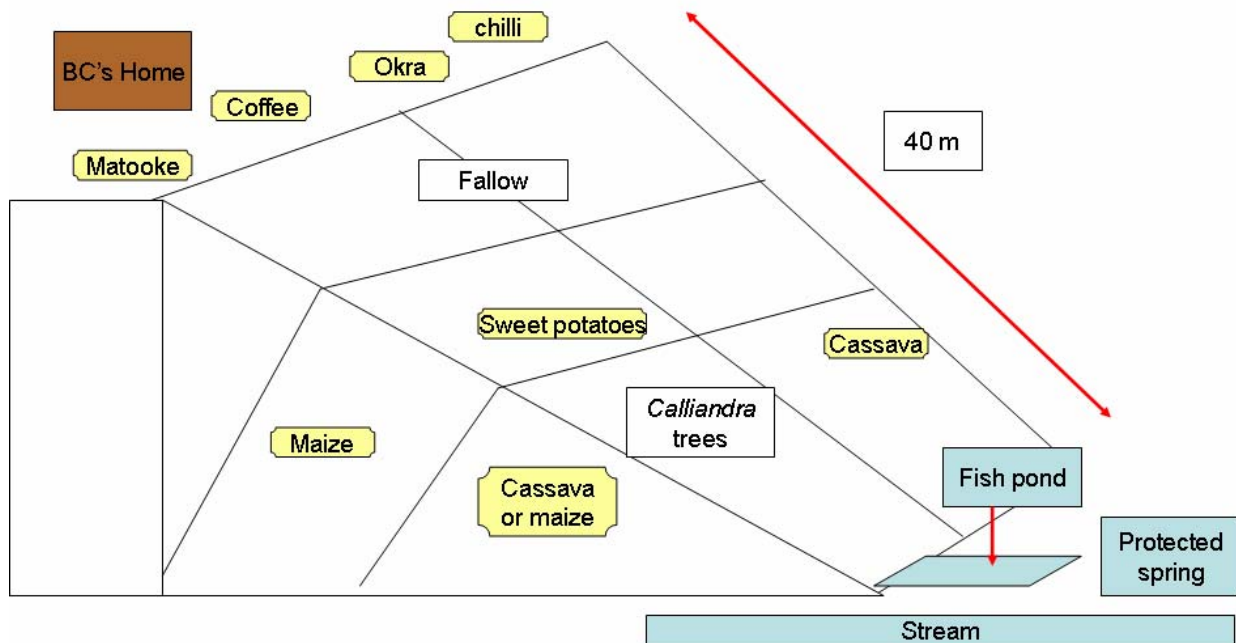 chilli
BC's Home
Okra
Coffee
40 m
Matooke
Fallow
Sweet potatoes
Cassava
Calliandra
trees
Maize
Cassava
or maize
Fish pond
Protected
spring
Stream